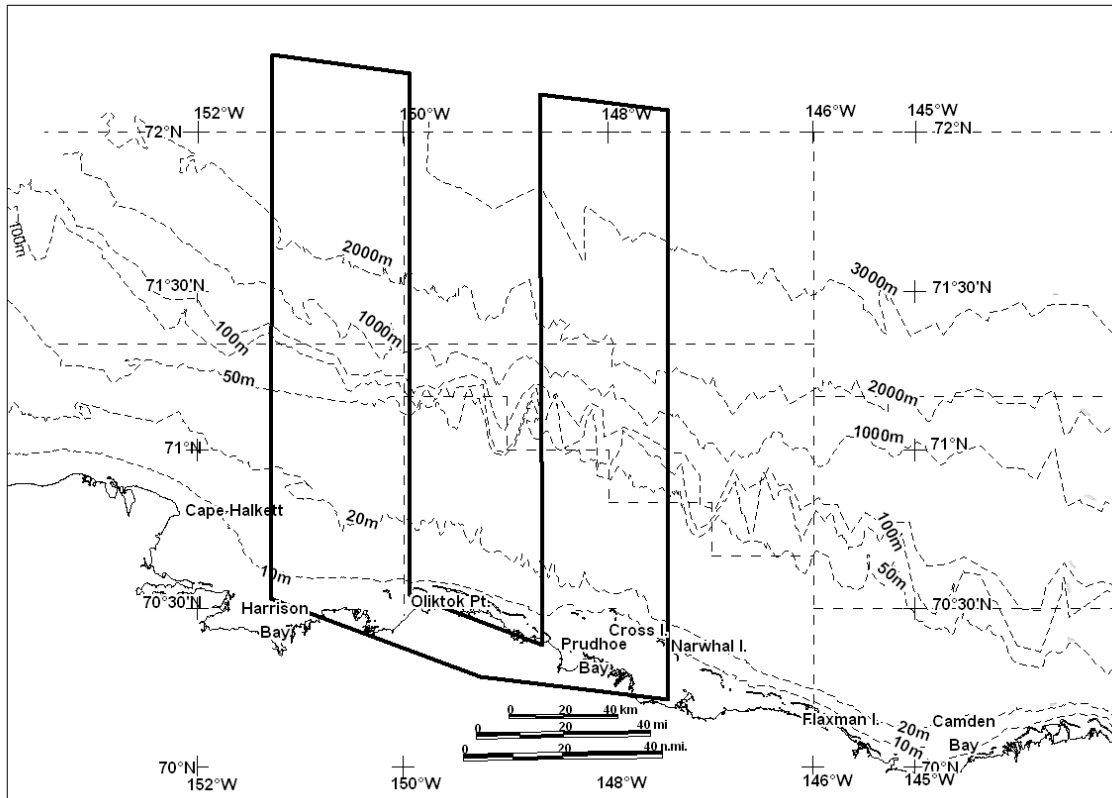 152°W
150°W
148°W
146°W
145°W
72°N
72°N
100m
2000m
3000m
71°30'N
71°30'N
100m
1000m
50m
2000m
1000m
71°N
71°N
Cape Halkett
20m
100m
50m
10m
70°30'N
Harrison
Bay
Oliktok Pt.
70°30'N
Cross I.
Narwhal I.
Prudhoe
Bay
0 20 40 km
0 20 40 mi
0 20 40 n.mi.
Flaxman I.
20m
10m
Camden
Bay
70°N
70°N
152°W
150°W
148°W
146°W
145°W